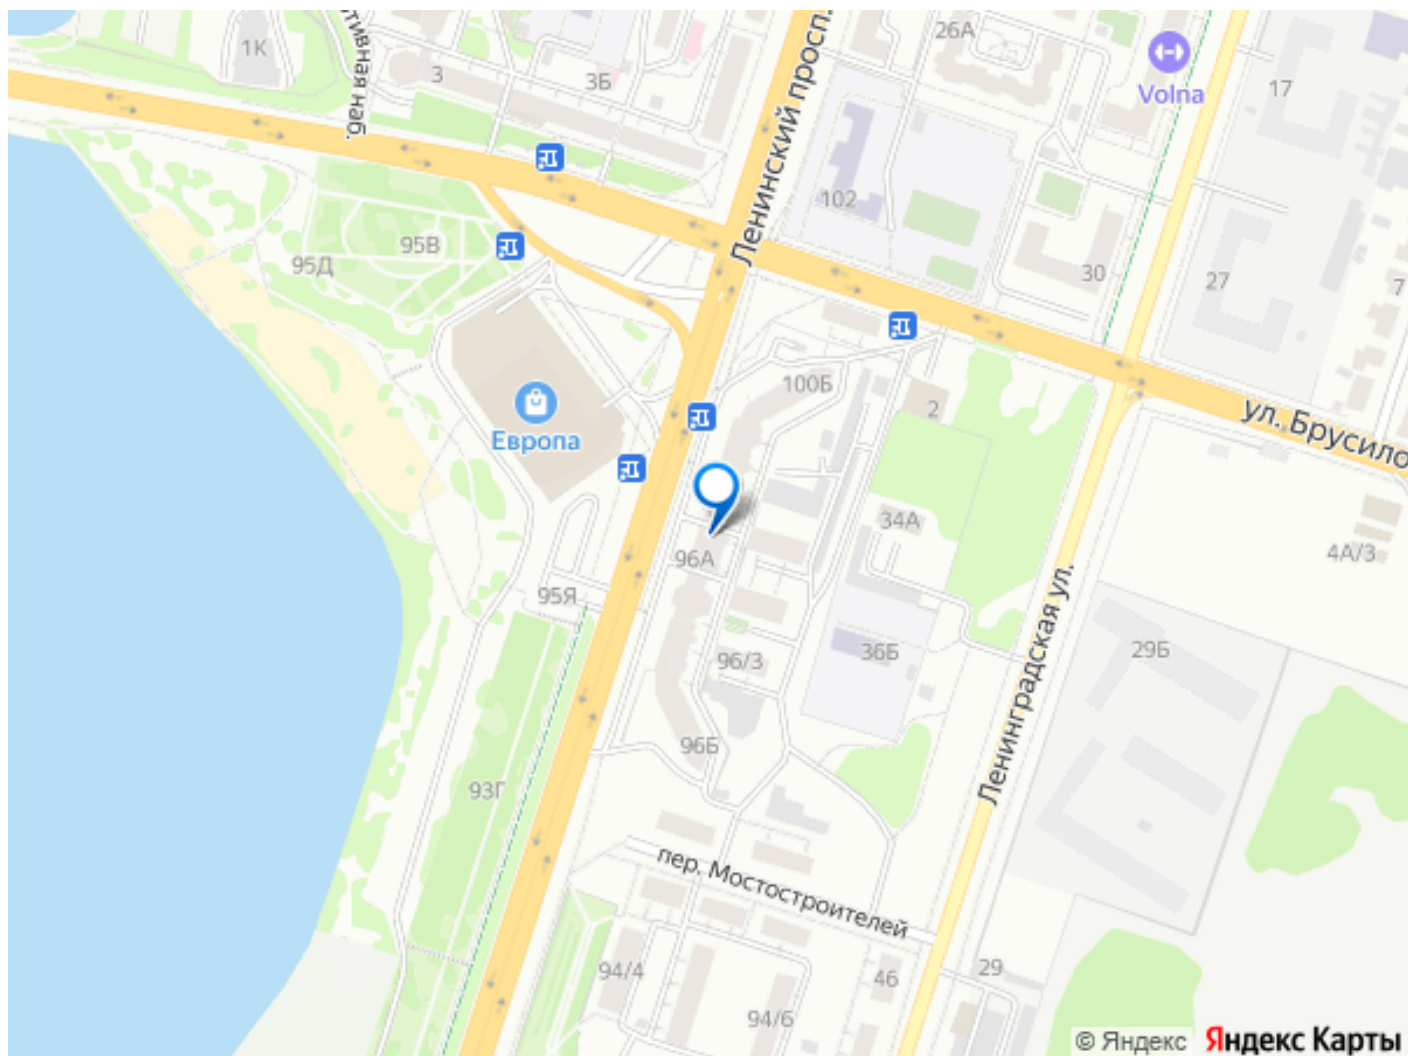 1К
тивная наб.
3
3Б
Ленинский просп.
26А
Volna
17
102
95В
95Д
30
27
7
100Б
2
ул. Брусило
Европа
34А
4А/3
96А
95Я
Ленинградская ул.
36Б
29Б
96/3
96Б
93Г
пер. Мостостроителей
94/4
46
29
94/6
© Яндекс
Яндекс Карты